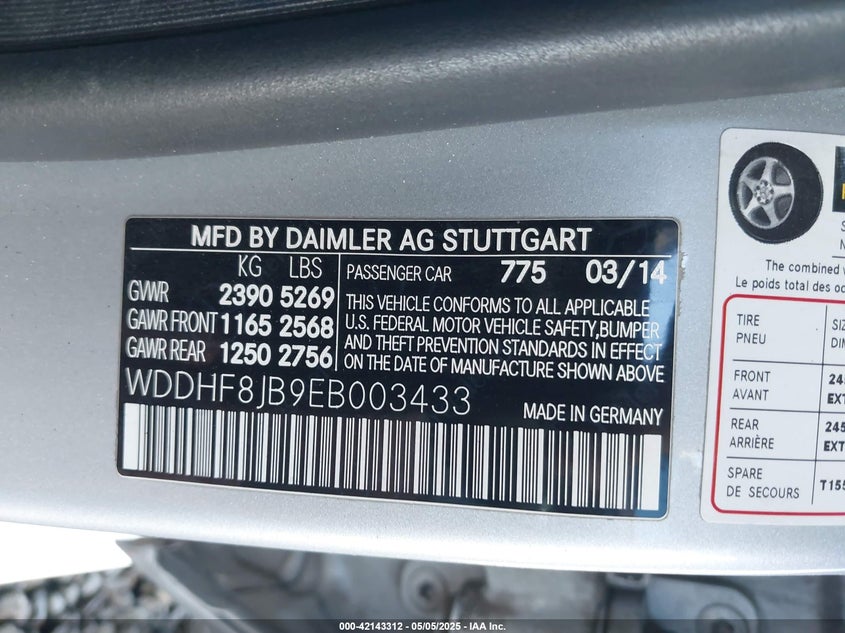 MFD BY DAIMLER AG STUTTGART
KG LBS
GVWR 2390 5269
GAWR FRONT 1165 2568
GAWR REAR 1250 2756
PASSENGER CAR 775 03/14
THIS VEHICLE CONFORMS TO ALL APPLICABLE
U.S. FEDERAL MOTOR VEHICLE SAFETY,BUMPER
AND THEFT PREVENTION STANDARDS IN EFFECT
ON THE DATE OF MANUFACTURE SHOWN ABOVE
WDDHF8JB9EB003433
MADE IN GERMANY
The combined
Le poids total des
TIRE
PNEU
FRONT
AVANT
REAR 245
ARRIÈRE EXT
SPARE
DE SECOURS T155
000-42143312 - 05/05/2025 - IAA Inc.